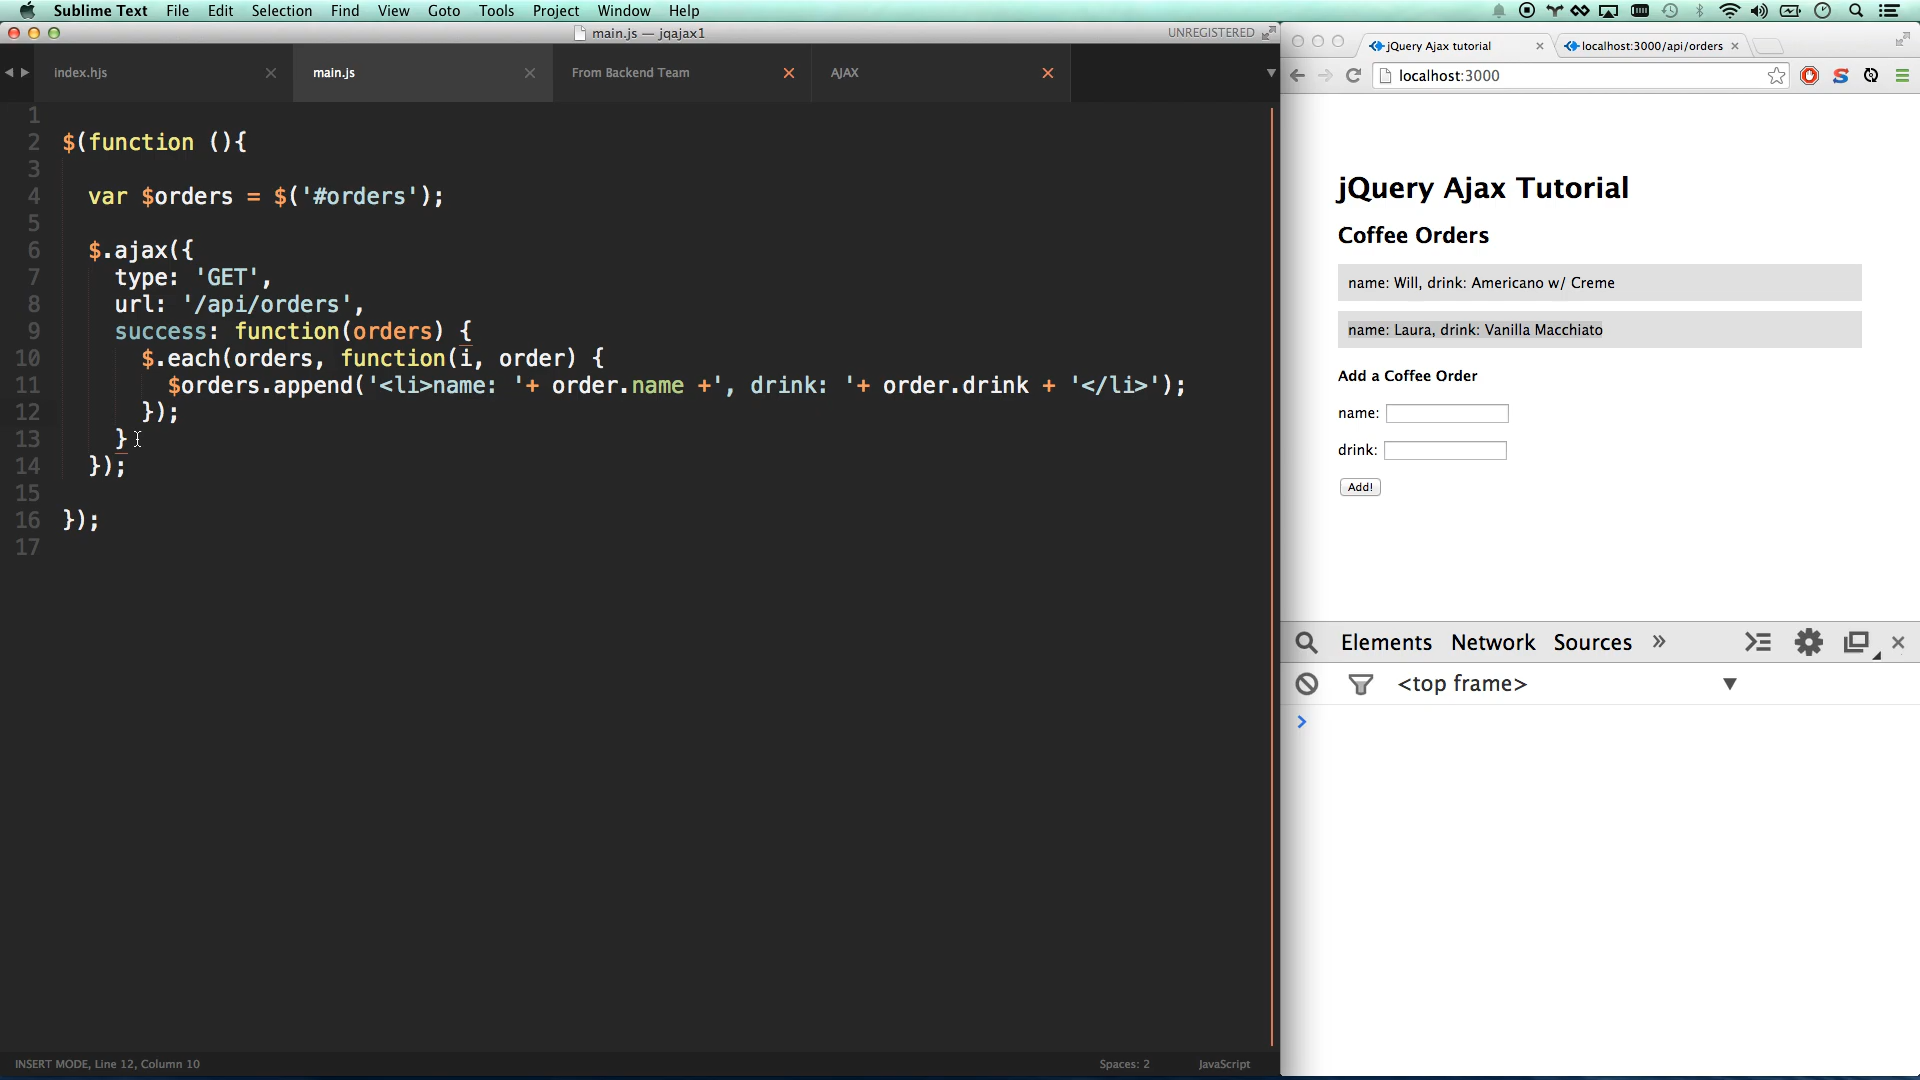 Sublime Text File Edit Selection Find View Goto Tools Project Window Help
main.js — jqajax1 UNREGISTERED
index.hjs main.js From Backend Team AJAX
1
2 $(function (){
3
4 var $orders = $('#orders');
5
6 $.ajax({
7 type: 'GET',
8 url: '/api/orders',
9 success: function(orders) {
10 $.each(orders, function(i, order) {
11 $orders.append('<li>name: '+ order.name +', drink: '+ order.drink + '</li>');
12 });
13 }
14 });
15
16 });
17
INSERT MODE, Line 12, Column 10 Spaces: 2 JavaScript
jQuery Ajax tutorial localhost:3000/api/orders
localhost:3000
jQuery Ajax Tutorial
Coffee Orders
name: Will, drink: Americano w/ Creme
name: Laura, drink: Vanilla Macchiato
Add a Coffee Order
name:
drink:
Add!
Elements Network Sources »
<top frame>